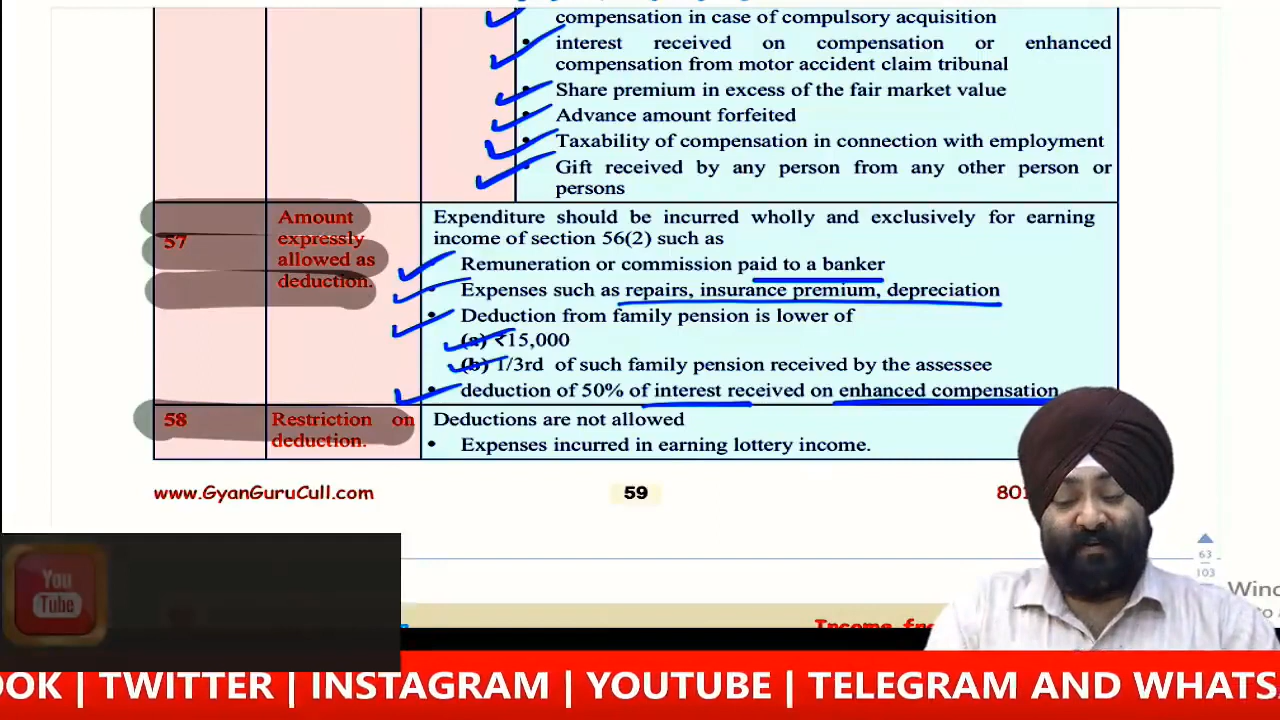 compensation in case of compulsory acquisition
• interest received on compensation or enhanced
compensation from motor accident claim tribunal
• Share premium in excess of the fair market value
• Advance amount forfeited
• Taxability of compensation in connection with employment
• Gift received by any person from any other person or
persons
57
Amount
expressly
allowed as
deduction.
Expenditure should be incurred wholly and exclusively for earning
income of section 56(2) such as
• Remuneration or commission paid to a banker
• Expenses such as repairs, insurance premium, depreciation
• Deduction from family pension is lower of
(a) ₹15,000
(b) 1/3rd of such family pension received by the assessee
• deduction of 50% of interest received on enhanced compensation
58
Restriction on
deduction.
Deductions are not allowed
• Expenses incurred in earning lottery income.
www.GyanGuruCull.com
59
801
63
103
You
Tube
OOK | TWITTER | INSTAGRAM | YOUTUBE | TELEGRAM AND WHATSA